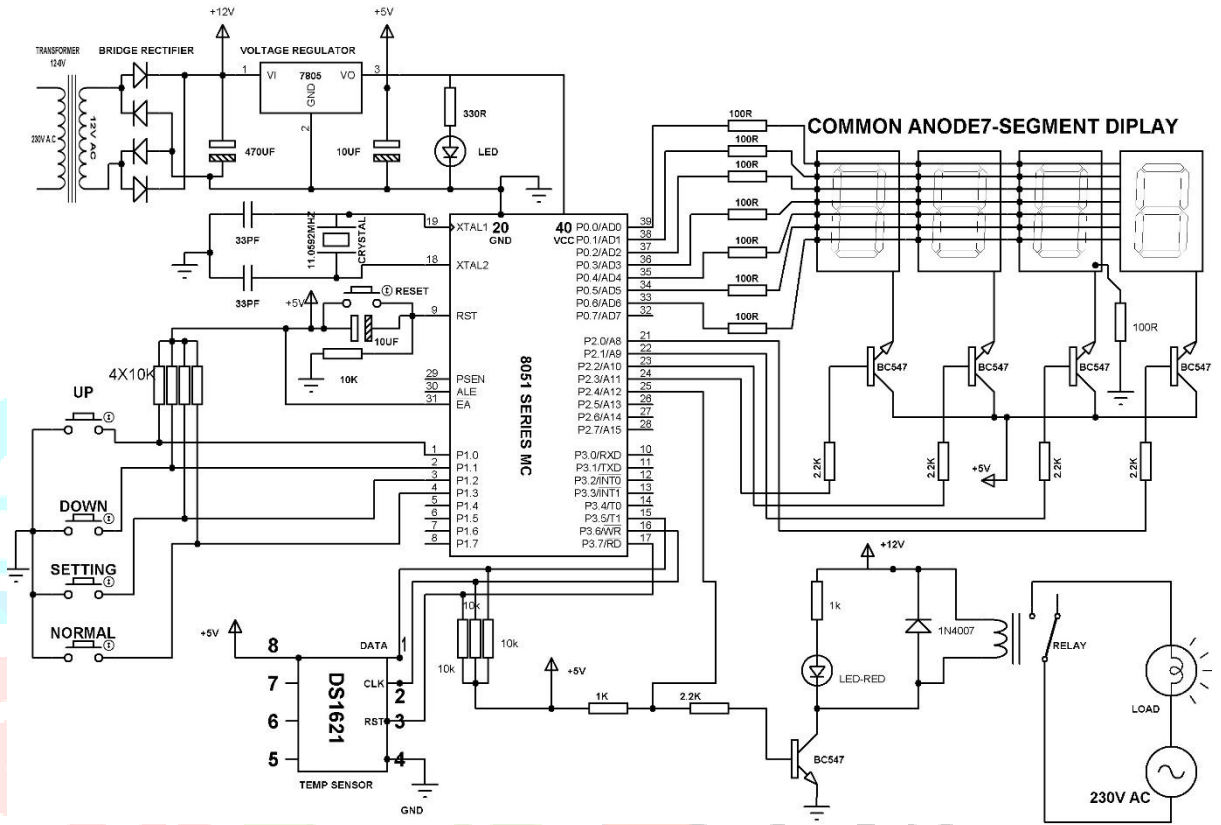 +12V
+5V
TRANSFORMER
BRIDGE RECTIFIER
VOLTAGE REGULATOR
230V A.C
12V AC
1
VI
7805
VO
3
GND
2
470UF
10UF
330R
LED
100R
100R
100R
100R
100R
100R
100R
COMMON ANODE7-SEGMENT DIPLAY
33PF
33PF
11.0592MHZ
CRYSTAL
19
XTAL1
18
XTAL2
20
GND
40
VCC
P0.0/AD0
39
P0.1/AD1
38
P0.2/AD2
37
P0.3/AD3
36
P0.4/AD4
35
P0.5/AD5
34
P0.6/AD6
33
P0.7/AD7
32
+5V
RESET
9
RST
10UF
10K
29
PSEN
30
ALE
31
EA
8051 SERIES MC
P2.0/A8
21
P2.1/A9
22
P2.2/A10
23
P2.3/A11
24
P2.4/A12
25
P2.5/A13
26
P2.6/A14
27
P2.7/A15
28
100R
BC547
BC547
BC547
BC547
4X10K
UP
DOWN
SETTING
NORMAL
1
P1.0
2
P1.1
3
P1.2
4
P1.3
5
P1.4
6
P1.5
7
P1.6
8
P1.7
P3.0/RXD
10
P3.1/TXD
11
P3.2/INT0
12
P3.3/INT1
13
P3.4/T0
14
P3.5/T1
15
P3.6/WR
16
P3.7/RD
17
2.2K
2.2K
+5V
2.2K
2.2K
+5V
8
7
6
5
DS1621
DATA
1
CLK
2
RST
3
4
TEMP SENSOR
GND
10k
10k
10k
+5V
1K
2.2K
+12V
1k
LED-RED
1N4007
BC547
RELAY
LOAD
230V AC